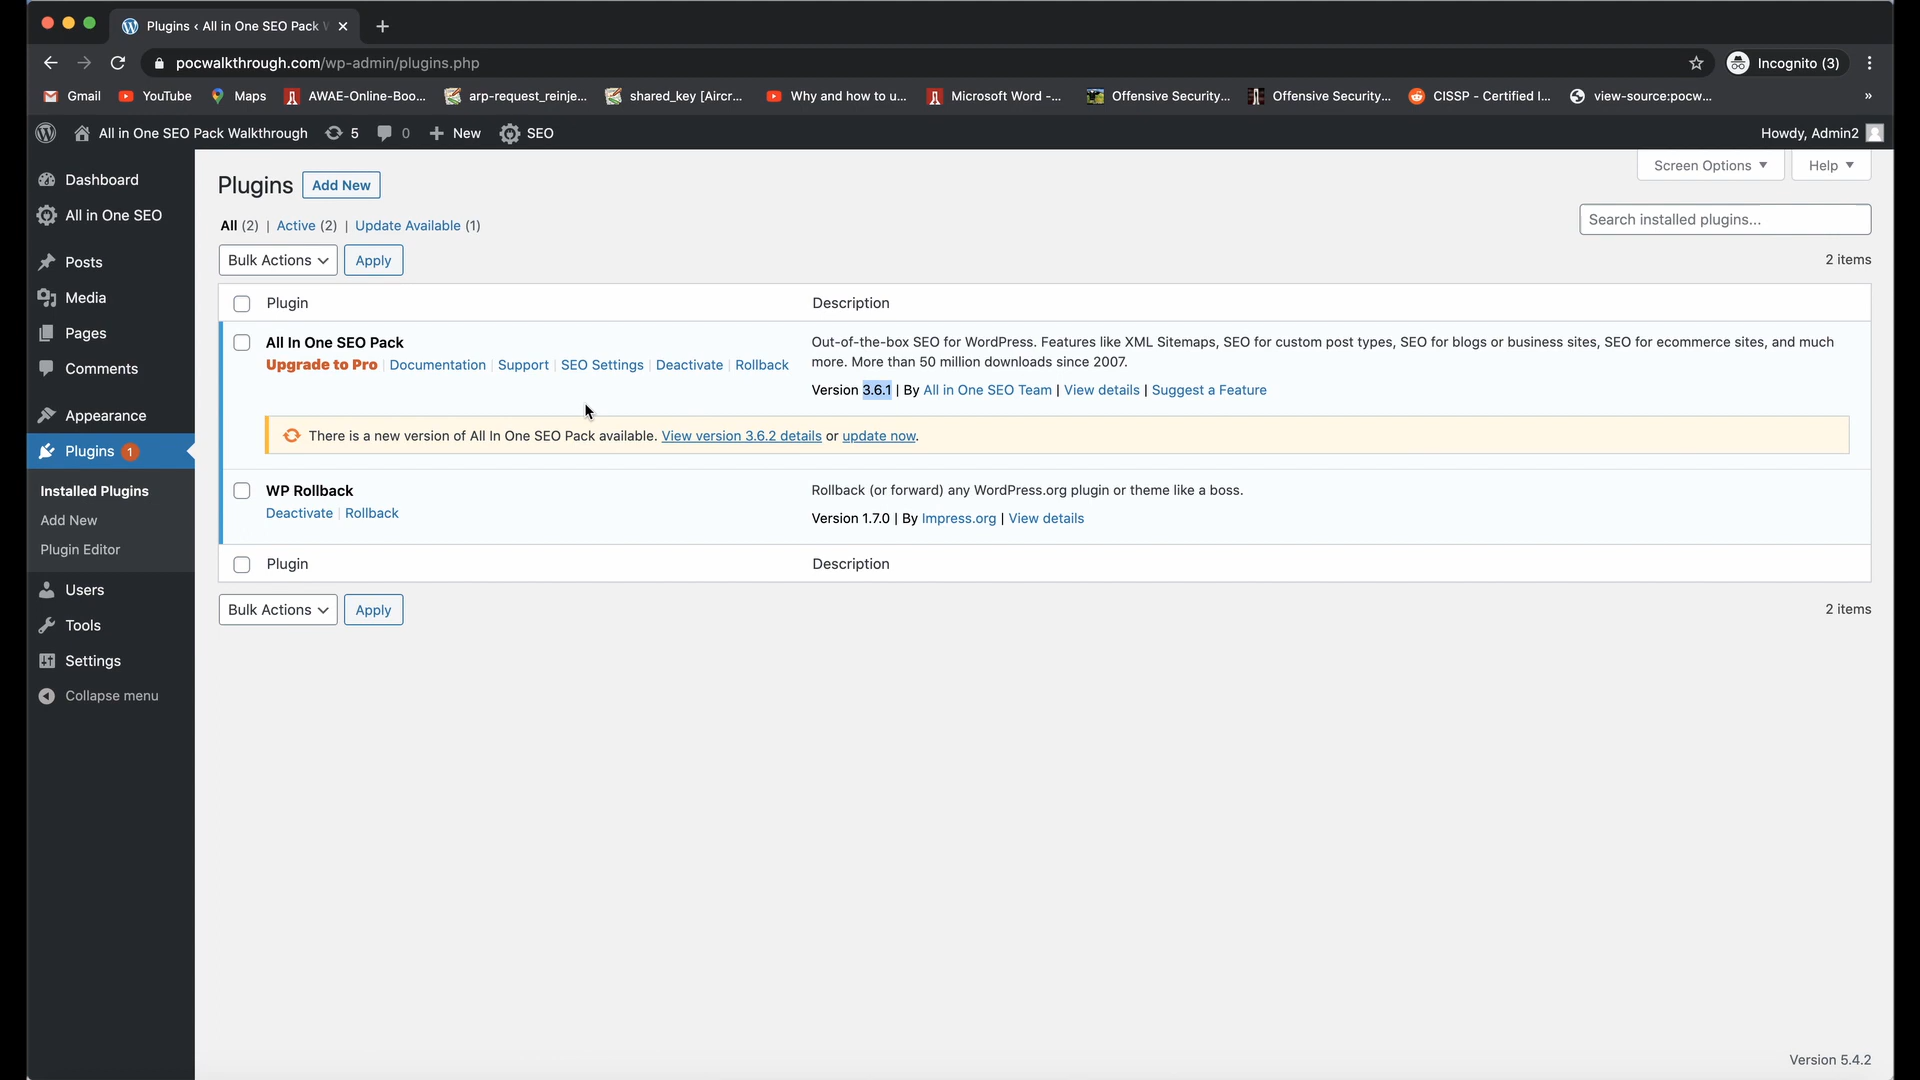 Plugins ‹ All in One SEO Pack W
pocwalkthrough.com/wp-admin/plugins.php
Incognito (3)
Gmail YouTube Maps AWAE-Online-Boo... arp-request_reinje... shared_key [Aircr... Why and how to u... Microsoft Word -... Offensive Security... Offensive Security... CISSP - Certified I... view-source:pocw... »
All in One SEO Pack Walkthrough 5 0 New SEO Howdy, Admin2
Screen Options Help
Dashboard
All in One SEO
Posts
Media
Pages
Comments
Appearance
Plugins 1
Installed Plugins
Add New
Plugin Editor
Users
Tools
Settings
Collapse menu
Plugins Add New
All (2) | Active (2) | Update Available (1)
Search installed plugins...
Bulk Actions Apply 2 items
Plugin Description
All In One SEO Pack
Upgrade to Pro | Documentation | Support | SEO Settings | Deactivate | Rollback
Out-of-the-box SEO for WordPress. Features like XML Sitemaps, SEO for custom post types, SEO for blogs or business sites, SEO for ecommerce sites, and much
more. More than 50 million downloads since 2007.
Version 3.6.1 | By All in One SEO Team | View details | Suggest a Feature
There is a new version of All In One SEO Pack available. View version 3.6.2 details or update now.
WP Rollback
Deactivate | Rollback
Rollback (or forward) any WordPress.org plugin or theme like a boss.
Version 1.7.0 | By Impress.org | View details
Plugin Description
Bulk Actions Apply 2 items
Version 5.4.2